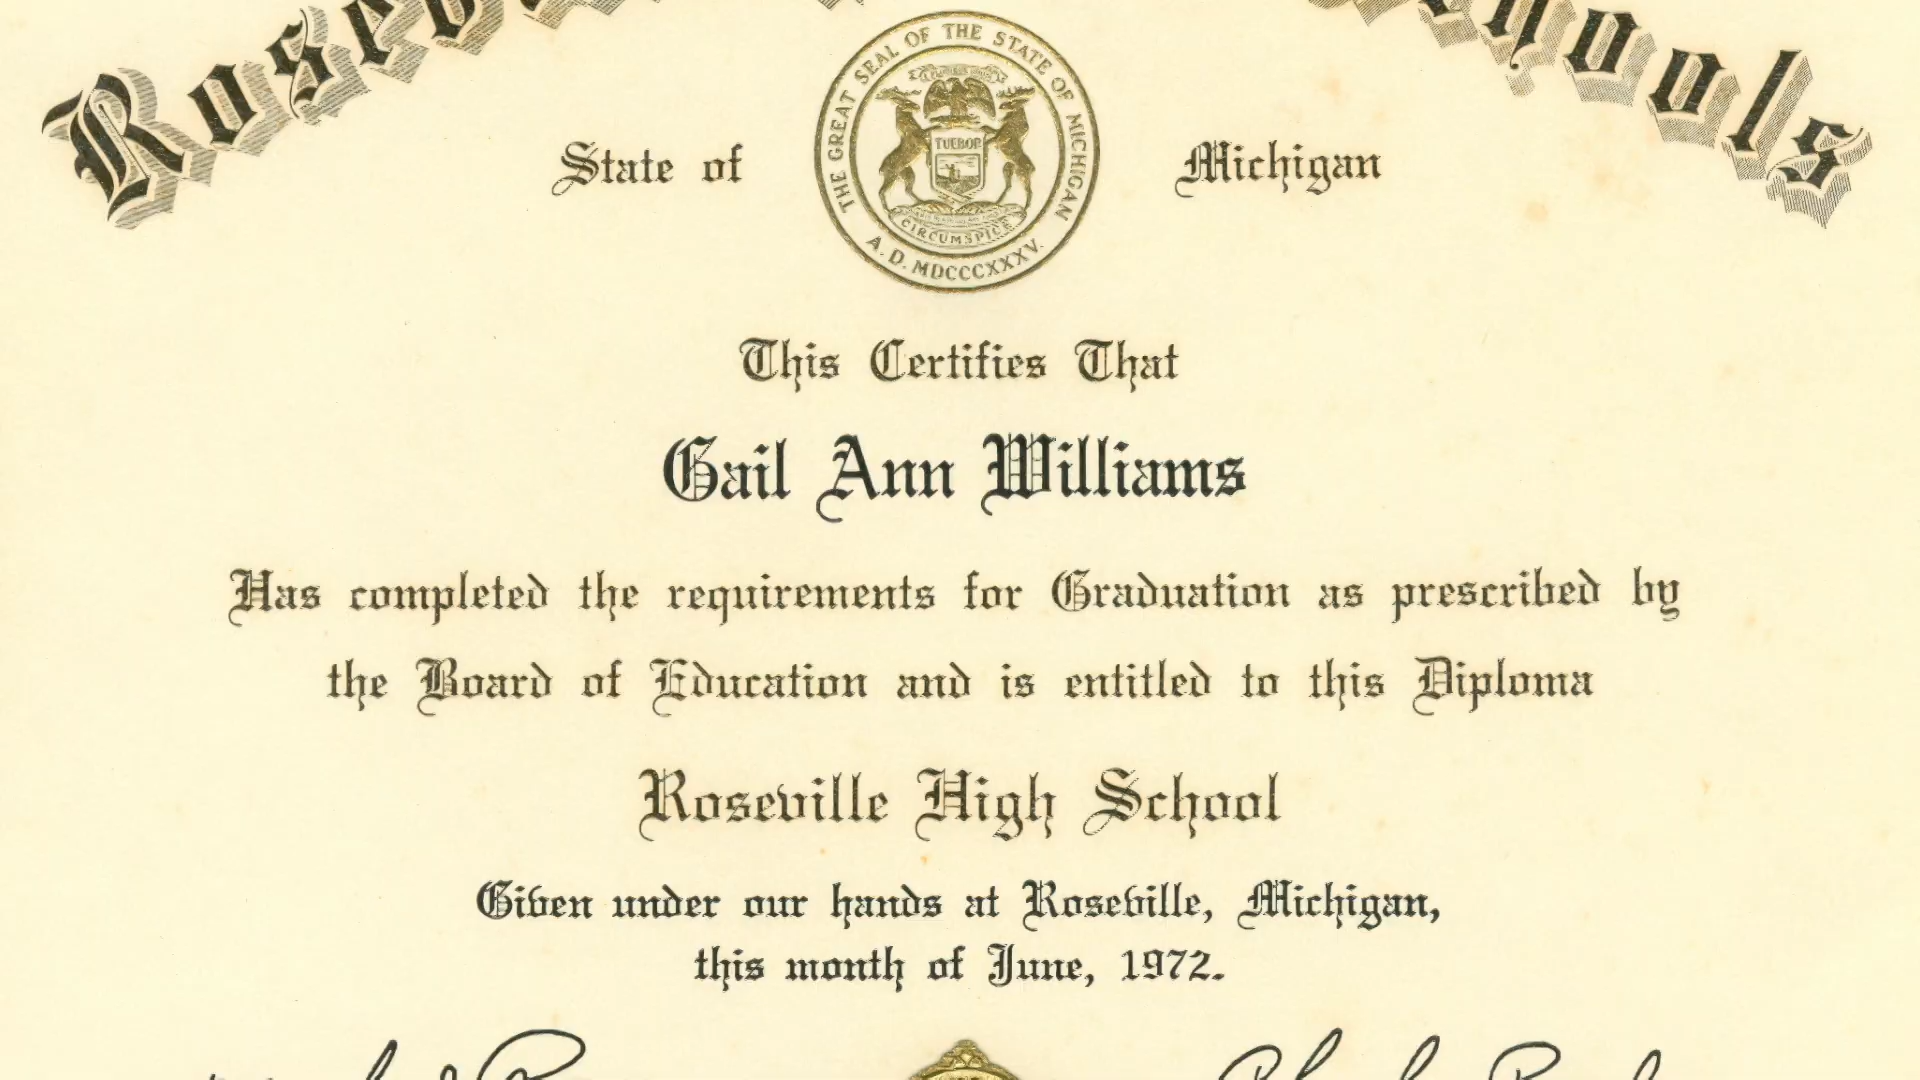 Schools
THE GREAT SEAL OF THE STATE OF MICHIGAN
TUEBOR
CIRCUMSPICE
A. D. MDCCCXXXV.
State of Michigan
This Certifies That
Gail Ann Williams
Has completed the requirements for Graduation as prescribed by
the Board of Education and is entitled to this Diploma
Roseville High School
Given under our hands at Roseville, Michigan,
this month of June, 1972.